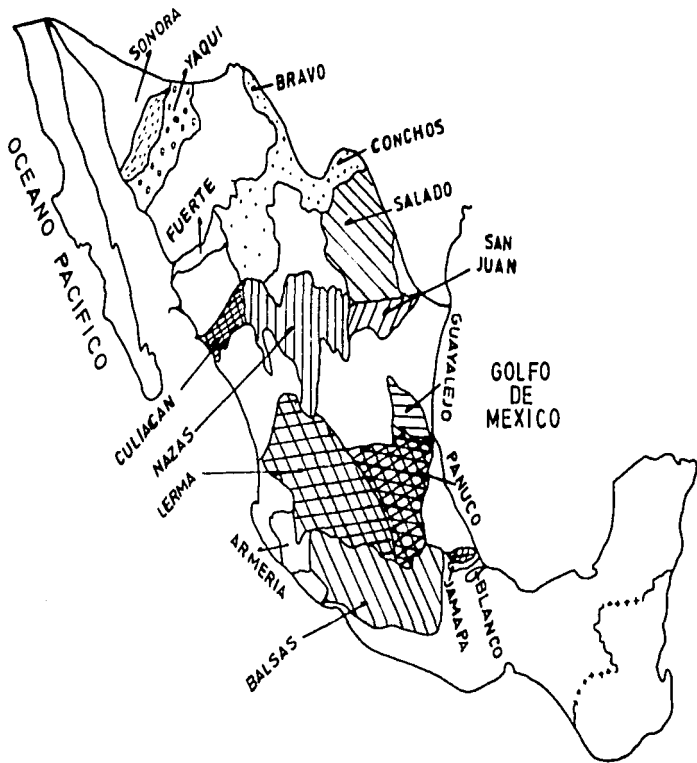 SONORA
YAQUI
BRAVO
CONCHOS
SALADO
SAN
JUAN
FUERTE
OCEANO PACIFICO
GUAYALEJO
GOLFO
DE
MEXICO
CULIACAN
NAZAS
LERMA
PANUCO
ARMERIA
JAMAPA
BLANCO
BALSAS